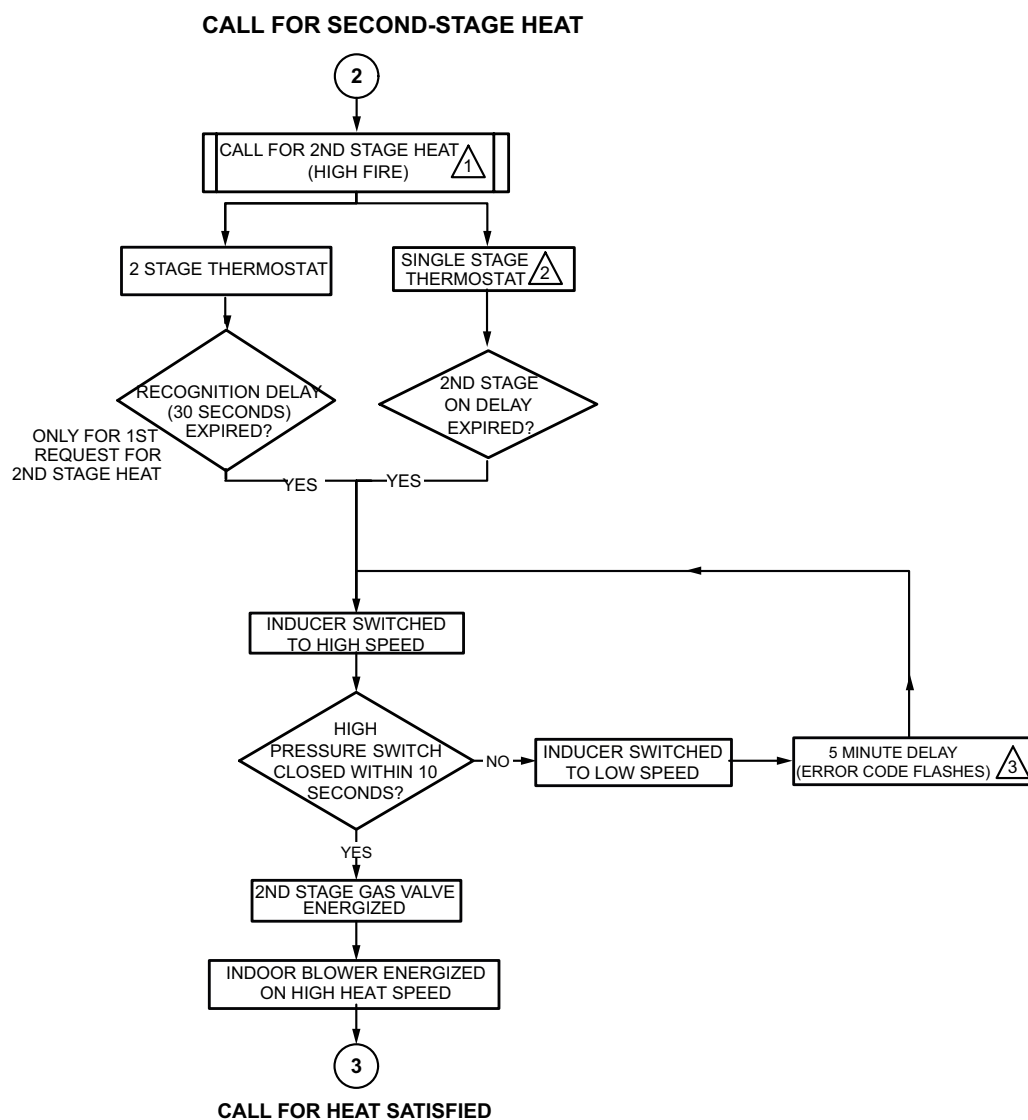 CALL FOR SECOND-STAGE HEAT
2
CALL FOR 2ND STAGE HEAT
(HIGH FIRE)
1
2 STAGE THERMOSTAT
SINGLE STAGE
THERMOSTAT
2
RECOGNITION DELAY
(30 SECONDS)
EXPIRED?
ONLY FOR 1ST
REQUEST FOR
2ND STAGE HEAT
2ND STAGE
ON DELAY
EXPIRED?
YES
YES
INDUCER SWITCHED
TO HIGH SPEED
HIGH
PRESSURE SWITCH
CLOSED WITHIN 10
SECONDS?
NO
INDUCER SWITCHED
TO LOW SPEED
5 MINUTE DELAY
(ERROR CODE FLASHES)
3
YES
2ND STAGE GAS VALVE
ENERGIZED
INDOOR BLOWER ENERGIZED
ON HIGH HEAT SPEED
3
CALL FOR HEAT SATISFIED